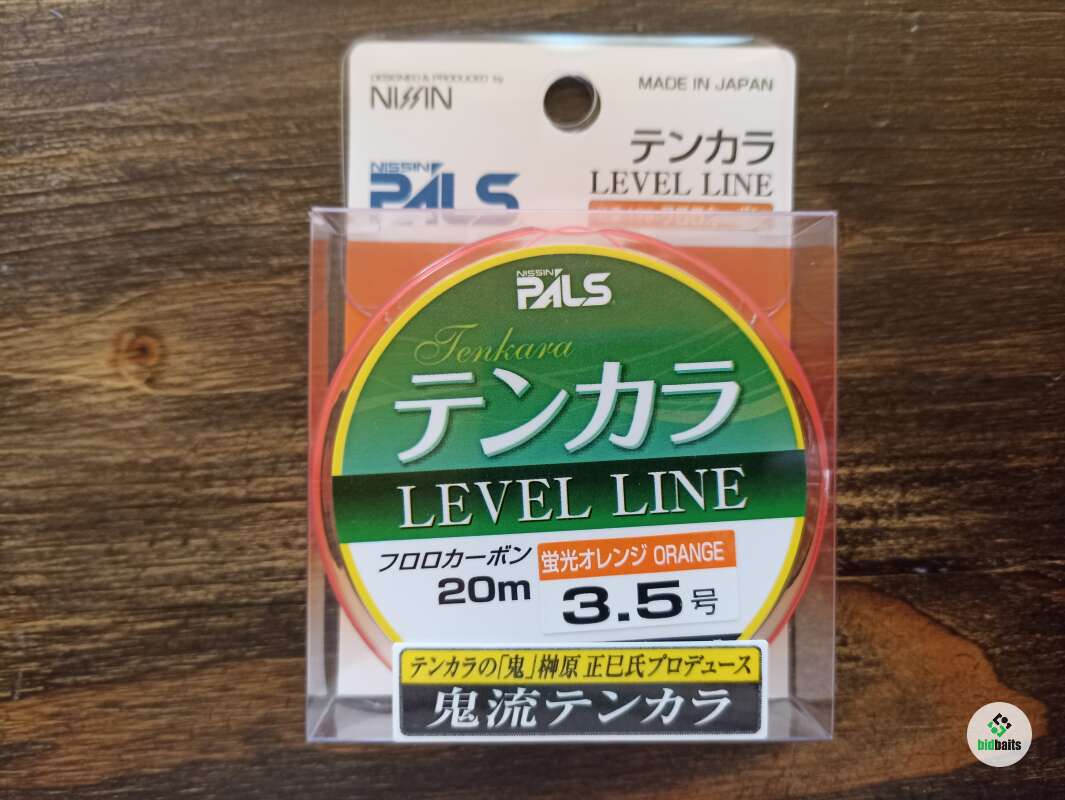 DESIGNED & PRODUCED by
NISSIN
MADE IN JAPAN
テンカラ
LEVEL LINE
NISSIN
PALS
NISSIN
PALS
Tenkara
テンカラ
LEVEL LINE
フロロカーボン
20m
蛍光オレンジ ORANGE
3.5号
テンカラの「鬼」榊原 正巳氏プロデュース
鬼流テンカラ
bidbaits